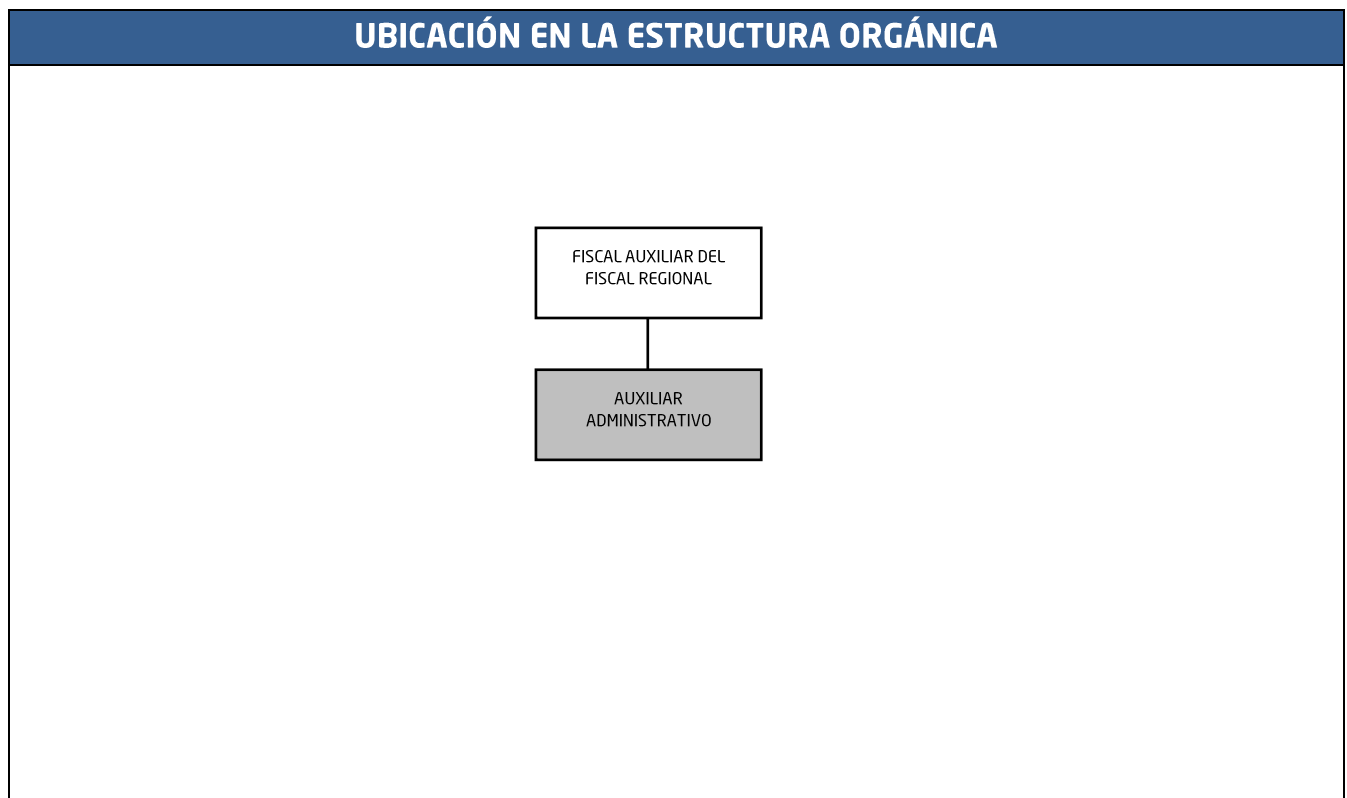 UBICACIÓN EN LA ESTRUCTURA ORGÁNICA
FISCAL AUXILIAR DEL
FISCAL REGIONAL
AUXILIAR
ADMINISTRATIVO